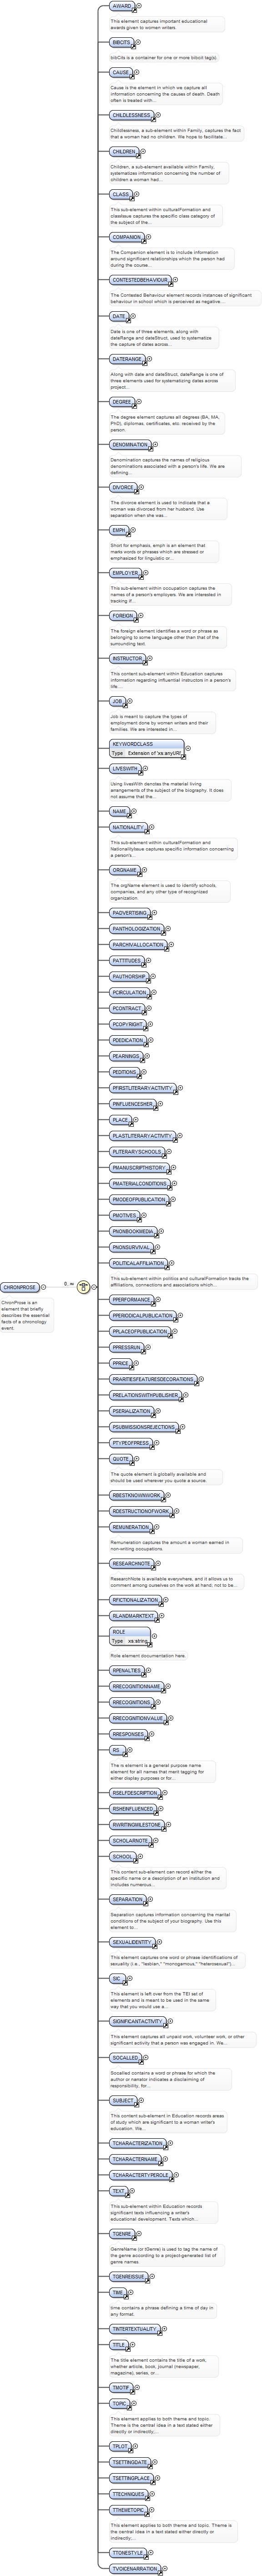 AWARD
This element captures important educational
awards given to women writers.
BIBCITS
bibCits is a container for one or more bibcit tag(s).
CAUSE
Cause is the element in which we capture all
information concerning the causes of death. Death
often is treated with...
CHILDLESSNESS
Childlessness, a sub-element within Family, captures the fact
that a woman had no children. We hope to facilitate...
CHILDREN
Children, a sub-element available within Family,
systematizes information concerning the number of
children a woman had...
CLASS
This sub-element within culturalFormation and
classIssue captures the specific class category of
the subject of the...
COMPANION
The Companion element is to include information
around significant relationships which the person had
during the course...
CONTESTEDBEHAVIOUR
The Contested Behaviour element records instances of significant
behaviour in school which is perceived as negative....
DATE
Date is one of three elements, along with
dateRange and dateStruct, used to systematize
the capture of dates across...
DATERANGE
Along with date and dateStruct, dateRange is one of
three elements used for systematizing dates across
project...
DEGREE
The degree element captures all degrees (BA, MA,
PhD), diplomas, certificates, etc. received by the
person.
DENOMINATION
Denomination captures the names of religious
denominations associated with a person's life. We are
defining...
DIVORCE
The divorce element is used to indicate that a
woman was divorced from her husband. Use
separation when she was...
EMPH
Short for emphasis, emph is an element that
marks words or phrases which are stressed or
emphasized for linguistic or...
EMPLOYER
This sub-element within occupation captures the
names of a person's employers. We are interested in
tracking if...
FOREIGN
The foreign element identifies a word or phrase as
belonging to some language other than that of the
surrounding text.
INSTRUCTOR
This content sub-element within Education captures
information regarding influential instructors in a person's
life....
JOB
Job is meant to capture the types of
employment done by women writers and their
families. We are interested in...
KEYWORDCLASS
Type Extension of 'xs:anyURI'
LIVESWITH
Using livesWith denotes the material living
arrangements of the subject of the biography. It does
not assume that the...
NAME
NATIONALITY
This sub-element within culturalFormation and
NationalityIssue captures specific information concerning
a person's...
ORGNAME
The orgName element is used to identify schools,
companies, and any other type of recognized
organization.
PADVERTISING
PANTHOLOGIZATION
PARCHIVALLOCATION
PATTITUDES
PAUTHORSHIP
PCIRCULATION
PCONTRACT
PCOPYRIGHT
PDEDICATION
PEARNINGS
PEDITIONS
PFIRSTLITERARYACTIVITY
PINFLUENCESHER
PLACE
PLASTLITERARYACTIVITY
PLITERARYSCHOOLS
PMANUSCRIPTHISTORY
PMATERIALCONDITIONS
PMODEOFPUBLICATION
PMOTIVES
PNONBOOKMEDIA
PNONSURVIVAL
POLITICALAFFILIATION
This sub-element within politics and culturalFormation tracks the
affiliations, connections and associations which...
CHRONPROSE
0..∞
ChronProse is an
element that briefly
describes the essential
facts of a chronology
event.
PPERFORMANCE
PPERIODICALPUBLICATION
PPLACEOFPUBLICATION
PPRESSRUN
PPRICE
PRARITIESFEATURESDECORATIONS
PRELATIONSWITHPUBLISHER
PSERIALIZATION
PSUBMISSIONSREJECTIONS
PTYPEOFPRESS
QUOTE
The quote element is globally available and
should be used wherever you quote a source.
RBESTKNOWNWORK
RDESTRUCTIONOFWORK
REMUNERATION
Remuneration captures the amount a woman earned in
non-writing occupations.
RESEARCHNOTE
ResearchNote is available everywhere, and it allows us to
comment among ourselves on the work at hand; not to be...
RFICTIONALIZATION
RLANDMARKTEXT
ROLE
Type xs:string
Role element documentation here.
RPENALTIES
RRECOGNITIONNAME
RRECOGNITIONS
RRECOGNITIONVALUE
RRESPONSES
RS
The rs element is a general purpose name
element for all names that merit tagging for
either display purposes or for...
RSELFDESCRIPTION
RSHEINFLUENCED
RWRITINGMILESTONE
SCHOLARNOTE
SCHOOL
This content sub-element can record either the
specific name or a description of an institution and
includes numerous...
SEPARATION
Separation captures information concerning the marital
conditions of the subject of your biography. Use this
element to...
SEXUALIDENTITY
This element captures one word or phrase identifications of
sexuality (i.e., "lesbian," "monogamous," "heterosexual")...
SIC
This element is left over from the TEI set of
elements and is meant to be used in the same
way that you would use a...
SIGNIFICANTACTIVITY
This element captures all unpaid work, volunteer work, or other
significant activity that a person was engaged in. We...
SOCALLED
Socalled contains a word or phrase for which the
author or narrator indicates a disclaiming of
responsibility, for...
SUBJECT
This content sub-element in Education records areas
of study which are significant to a woman writer's
education. We...
TCHARACTERIZATION
TCHARACTERNAME
TCHARACTERTYPEROLE
TEXT
This sub-element within Education records
significant texts influencing a writer's
educational development. Texts which...
TGENRE
GenreName (or tGenre) is used to tag the name of
the genre according to a project-generated list of
genre names.
TGENREISSUE
TIME
time contains a phrase defining a time of day in
any format.
TINTERTEXTUALITY
TITLE
The title element contains the title of a work,
whether article, book, journal (newspaper,
magazine), series, or...
TMOTIF
TOPIC
This element applies to both theme and topic.
Theme is the central idea in a text stated either
directly or indirectly;...
TPLOT
TSETTINGDATE
TSETTINGPLACE
TTECHNIQUES
TTHEMETOPIC
This element applies to both theme and topic. Theme is
the central idea in a text stated either directly or
indirectly;...
TTONESTYLE
TVOICENARRATION